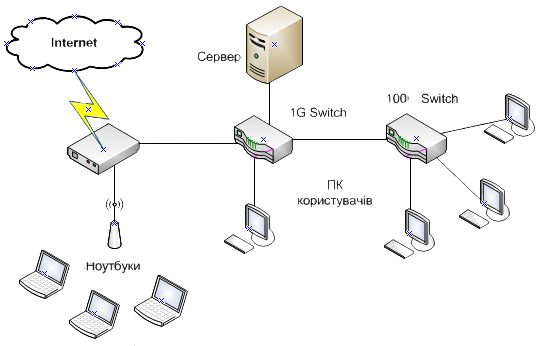 Internet
Сервер
1G Switch
100 Switch
ПК
користувачів
Ноутбуки